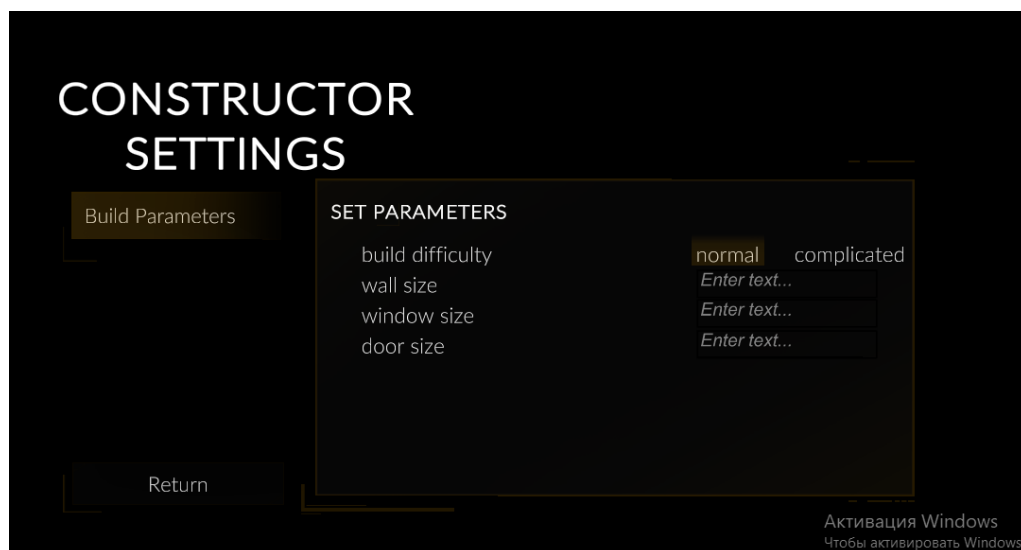 CONSTRUCTOR
SETTINGS
Build Parameters
SET PARAMETERS
build difficulty normal complicated
wall size Enter text...
window size Enter text...
door size Enter text...
Return
Активация Windows
Чтобы активировать Windows